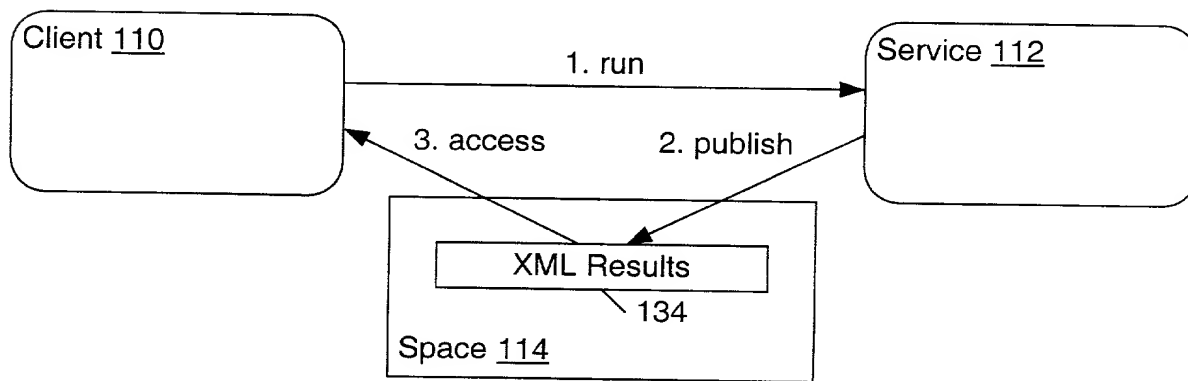 Client 110
Service 112
1. run
3. access
2. publish
XML Results
134
Space 114